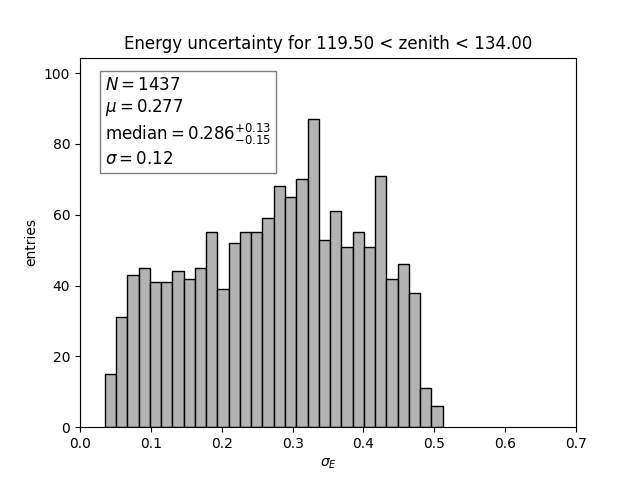 Energy uncertainty for 119.50 < zenith < 134.00
N = 1437
μ = 0.277
median = 0.286 +0.13 −0.15
σ = 0.12
100
80
60
40
20
0
entries
0.0 0.1 0.2 0.3 0.4 0.5 0.6 0.7
σ_E